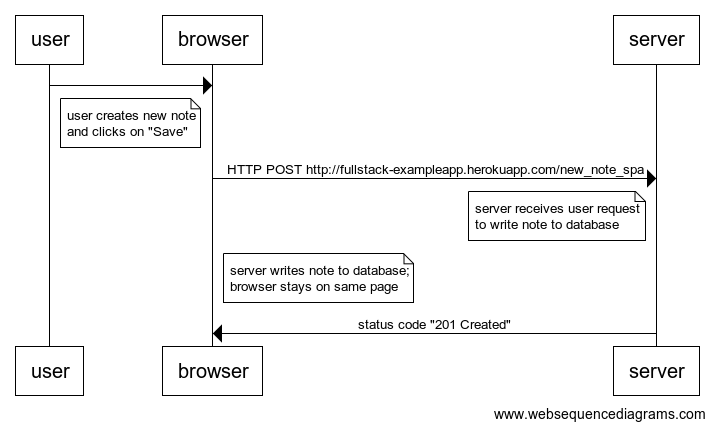 user
browser
server
user creates new note
and clicks on "Save"
HTTP POST http://fullstack-exampleapp.herokuapp.com/new_note_spa
server receives user request
to write note to database
server writes note to database;
browser stays on same page
status code "201 Created"
user
browser
server
www.websequencediagrams.com